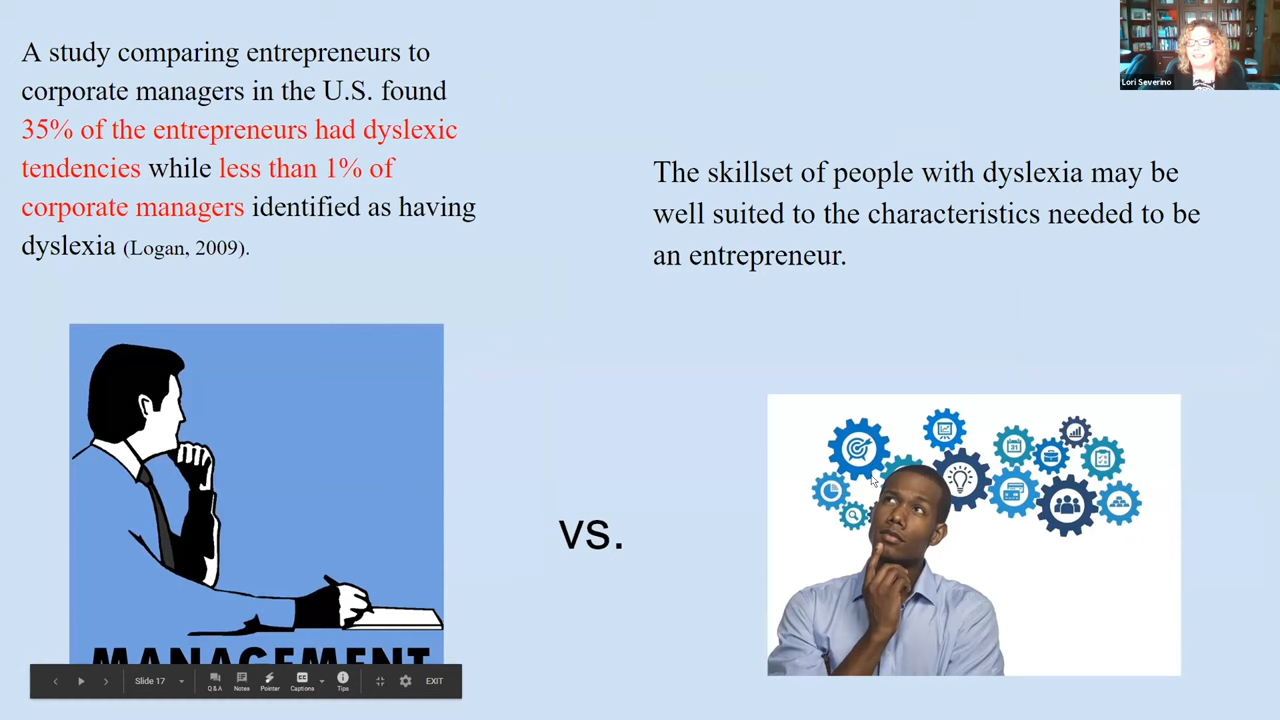 A study comparing entrepreneurs to
corporate managers in the U.S. found
35% of the entrepreneurs had dyslexic
tendencies while less than 1% of
corporate managers identified as having
dyslexia (Logan, 2009).
Lori Severino
The skillset of people with dyslexia may be
well suited to the characteristics needed to be
an entrepreneur.
vs.
31
MANAGEMENT
Slide 17
Q & A
Notes
Pointer
CC
Captions
Tips
EXIT